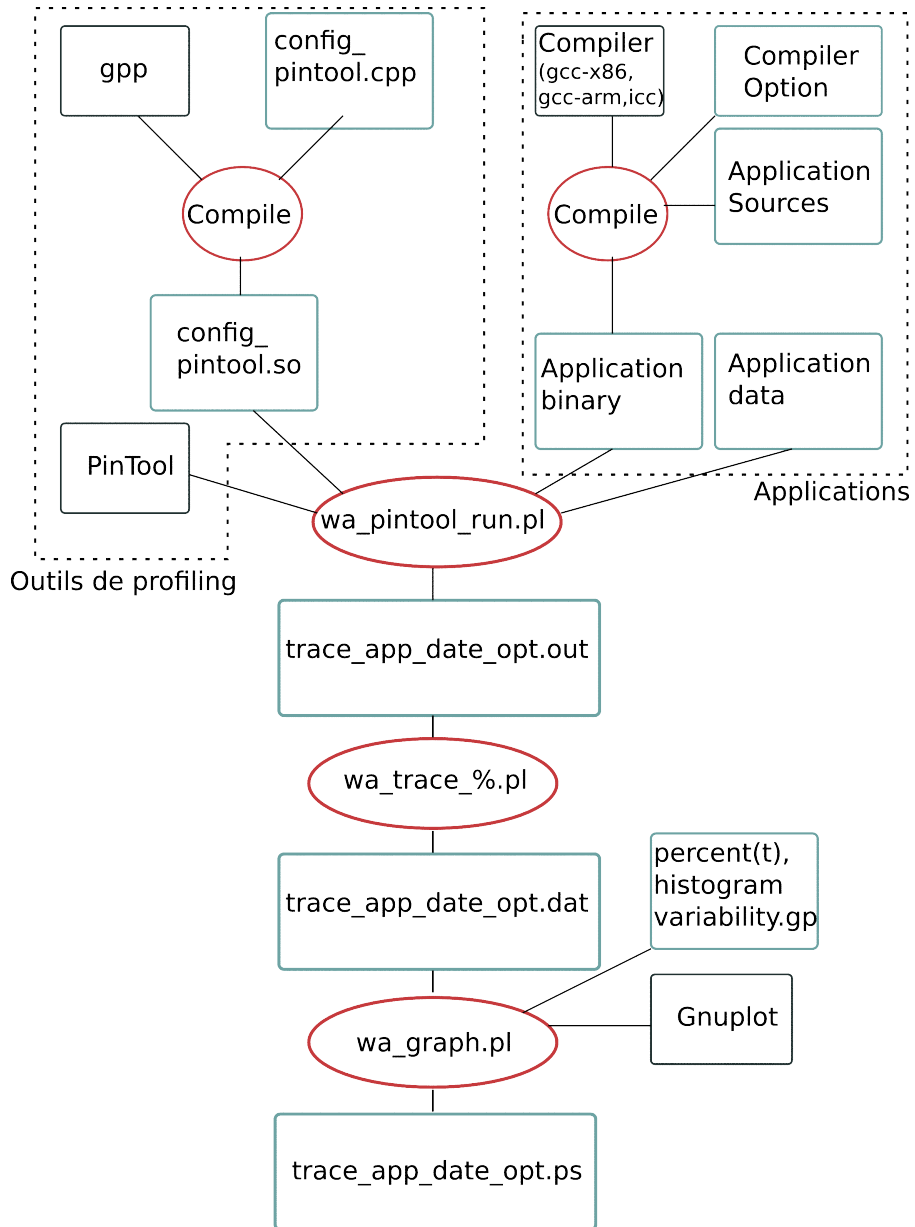 gpp
config_
pintool.cpp
Compile
config_
pintool.so
PinTool
Outils de profiling
Compiler
(gcc-x86,
gcc-arm,icc)
Compiler
Option
Compile
Application
Sources
Application
binary
Application
data
Applications
wa_pintool_run.pl
trace_app_date_opt.out
wa_trace_%.pl
trace_app_date_opt.dat
percent(t),
histogram
variability.gp
wa_graph.pl
Gnuplot
trace_app_date_opt.ps